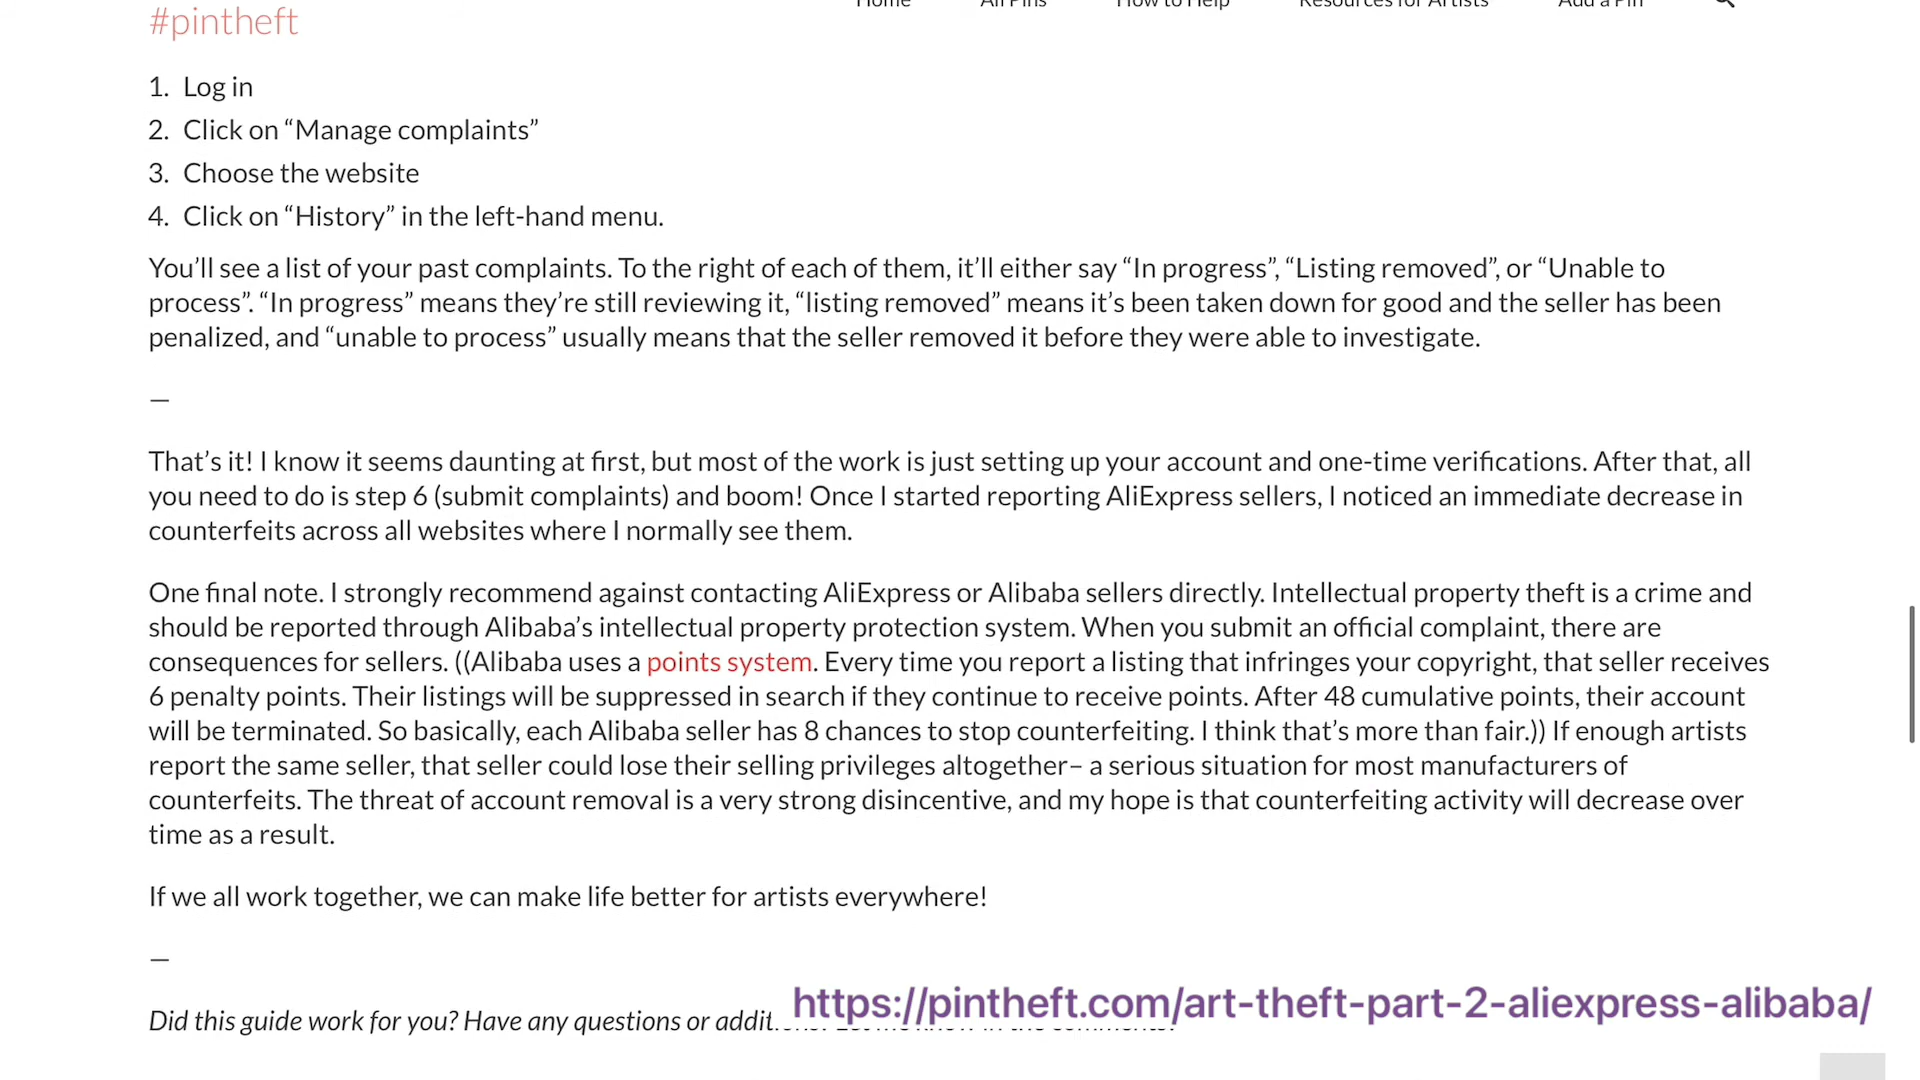 #pintheft
Home All Pins How to Help Resources for Artists Add a Pin
1. Log in
2. Click on “Manage complaints”
3. Choose the website
4. Click on “History” in the left-hand menu.
You’ll see a list of your past complaints. To the right of each of them, it’ll either say “In progress”, “Listing removed”, or “Unable to
process”. “In progress” means they’re still reviewing it, “listing removed” means it’s been taken down for good and the seller has been
penalized, and “unable to process” usually means that the seller removed it before they were able to investigate.
—
That’s it! I know it seems daunting at first, but most of the work is just setting up your account and one-time verifications. After that, all
you need to do is step 6 (submit complaints) and boom! Once I started reporting AliExpress sellers, I noticed an immediate decrease in
counterfeits across all websites where I normally see them.
One final note. I strongly recommend against contacting AliExpress or Alibaba sellers directly. Intellectual property theft is a crime and
should be reported through Alibaba’s intellectual property protection system. When you submit an official complaint, there are
consequences for sellers. ((Alibaba uses a points system. Every time you report a listing that infringes your copyright, that seller receives
6 penalty points. Their listings will be suppressed in search if they continue to receive points. After 48 cumulative points, their account
will be terminated. So basically, each Alibaba seller has 8 chances to stop counterfeiting. I think that’s more than fair.)) If enough artists
report the same seller, that seller could lose their selling privileges altogether– a serious situation for most manufacturers of
counterfeits. The threat of account removal is a very strong disincentive, and my hope is that counterfeiting activity will decrease over
time as a result.
If we all work together, we can make life better for artists everywhere!
—
https://pintheft.com/art-theft-part-2-aliexpress-alibaba/
Did this guide work for you? Have any questions or